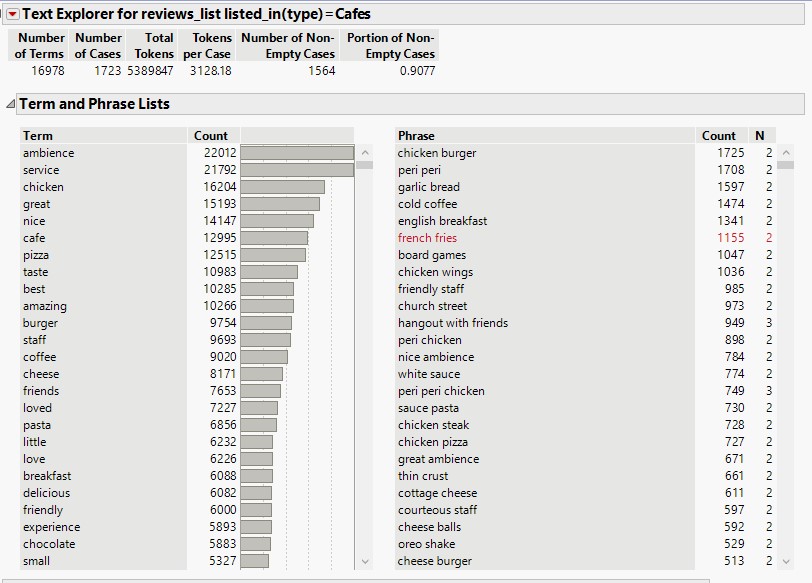 Text Explorer for reviews_list listed_in(type)=Cafes
Number of Terms Number of Cases Total Tokens Tokens per Case Number of Non-Empty Cases Portion of Non-Empty Cases
16978 1723 5389847 3128.18 1564 0.9077
Term and Phrase Lists
Term Count
ambience 22012
service 21792
chicken 16204
great 15193
nice 14147
cafe 12995
pizza 12515
taste 10983
best 10285
amazing 10266
burger 9754
staff 9693
coffee 9020
cheese 8171
friends 7653
loved 7227
pasta 6856
little 6232
love 6226
breakfast 6088
delicious 6082
friendly 6000
experience 5893
chocolate 5883
small 5327
Phrase Count N
chicken burger 1725 2
peri peri 1708 2
garlic bread 1597 2
cold coffee 1474 2
english breakfast 1341 2
french fries 1155 2
board games 1047 2
chicken wings 1036 2
friendly staff 985 2
church street 973 2
hangout with friends 949 3
peri chicken 898 2
nice ambience 784 2
white sauce 774 2
peri peri chicken 749 3
sauce pasta 730 2
chicken steak 728 2
chicken pizza 727 2
great ambience 671 2
thin crust 661 2
cottage cheese 611 2
courteous staff 597 2
cheese balls 592 2
oreo shake 529 2
cheese burger 513 2